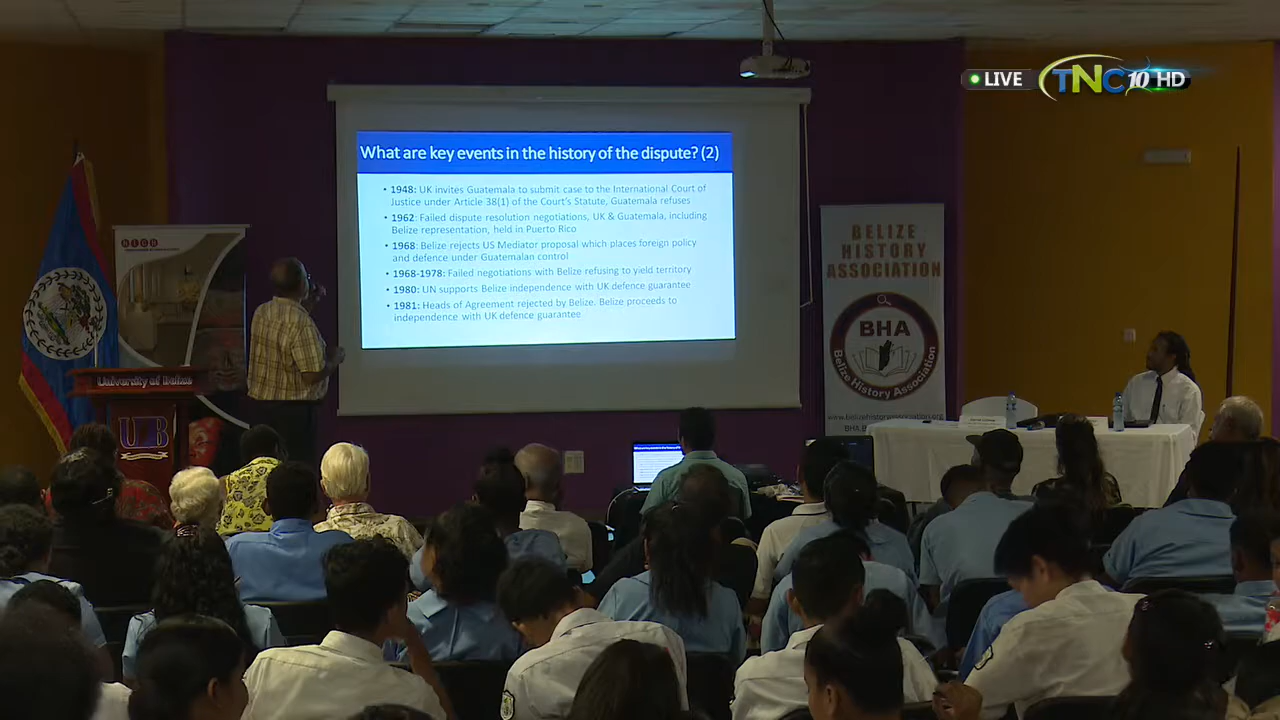 LIVE
TNC 10 HD
What are key events in the history of the dispute? (2)
• 1948: UK invites Guatemala to submit case to the International Court of
Justice under Article 38(1) of the Court's Statute, Guatemala refuses
• 1962: Failed dispute resolution negotiations, UK & Guatemala, including
Belize representation, held in Puerto Rico
• 1968: Belize rejects US Mediator proposal which places foreign policy
and defence under Guatemalan control
• 1968-1978: Failed negotiations with Belize refusing to yield territory
• 1980: UN supports Belize independence with UK defence guarantee
• 1981: Heads of Agreement rejected by Belize. Belize proceeds to
independence with UK defence guarantee
BELIZE
HISTORY
ASSOCIATION
BHA
Belize History Association
www.belizehistoryassociation.org
University of Belize
UB